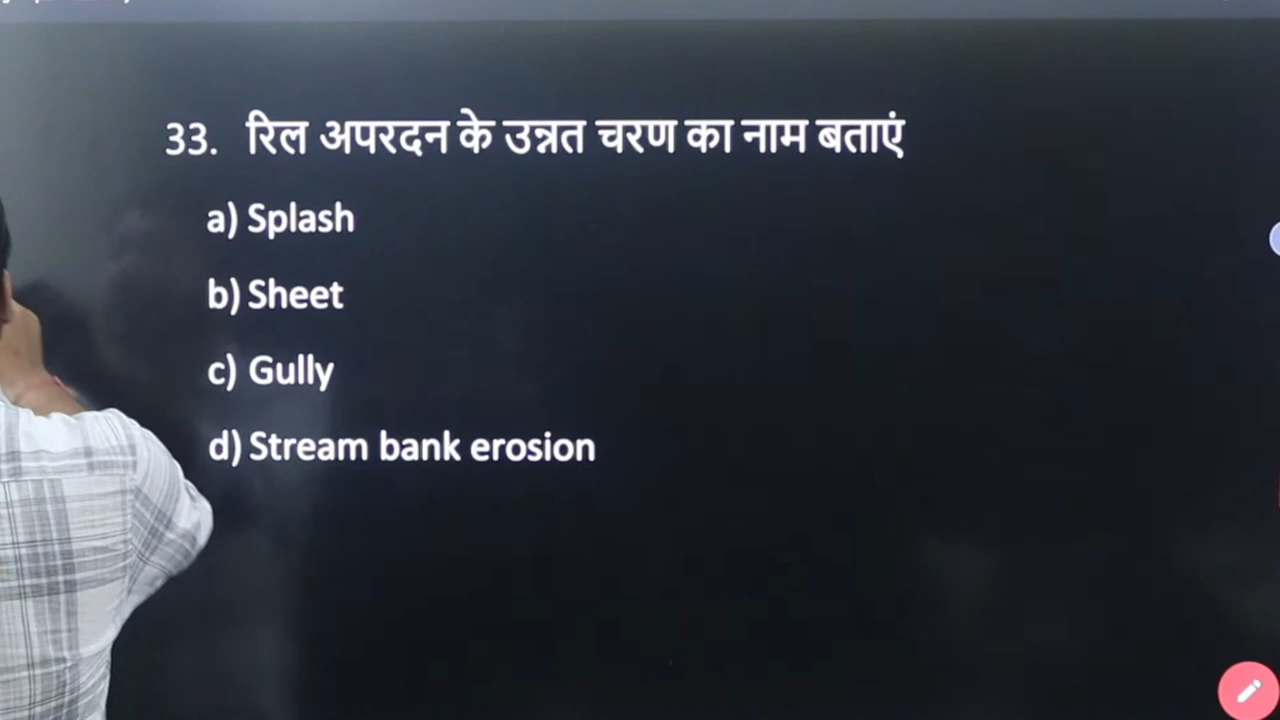 33. रिल अपरदन के उन्नत चरण का नाम बताएं
a) Splash
b) Sheet
c) Gully
d) Stream bank erosion